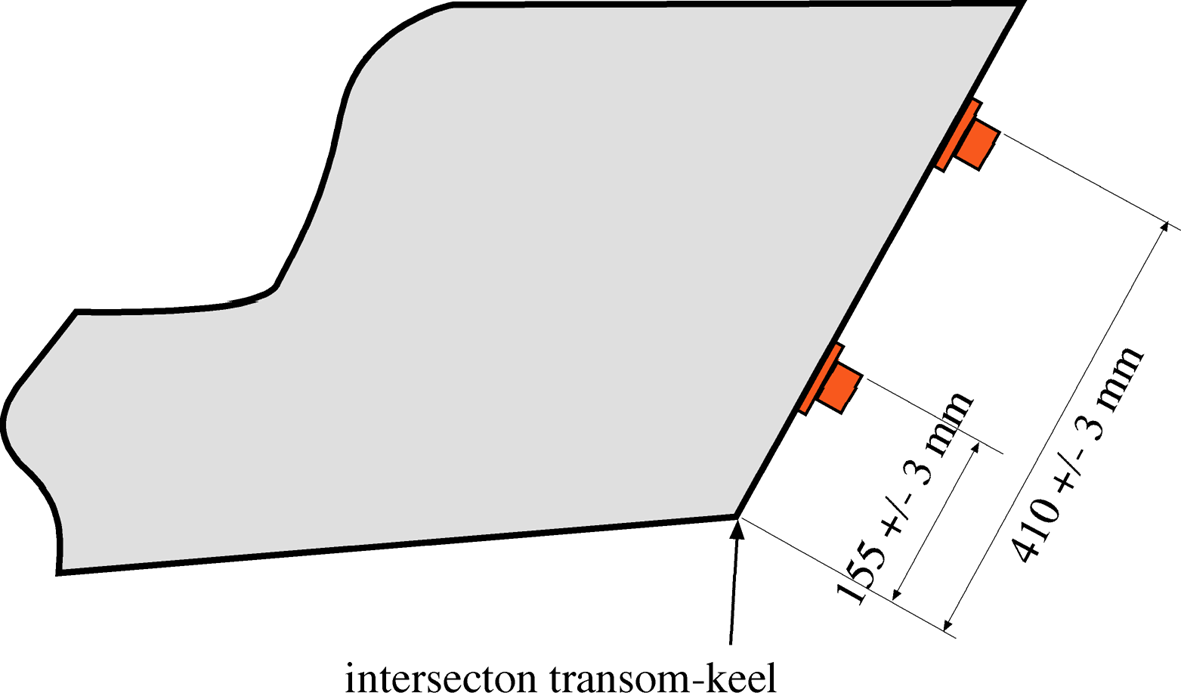 155 +/- 3 mm
410 +/- 3 mm
intersecton transom-keel